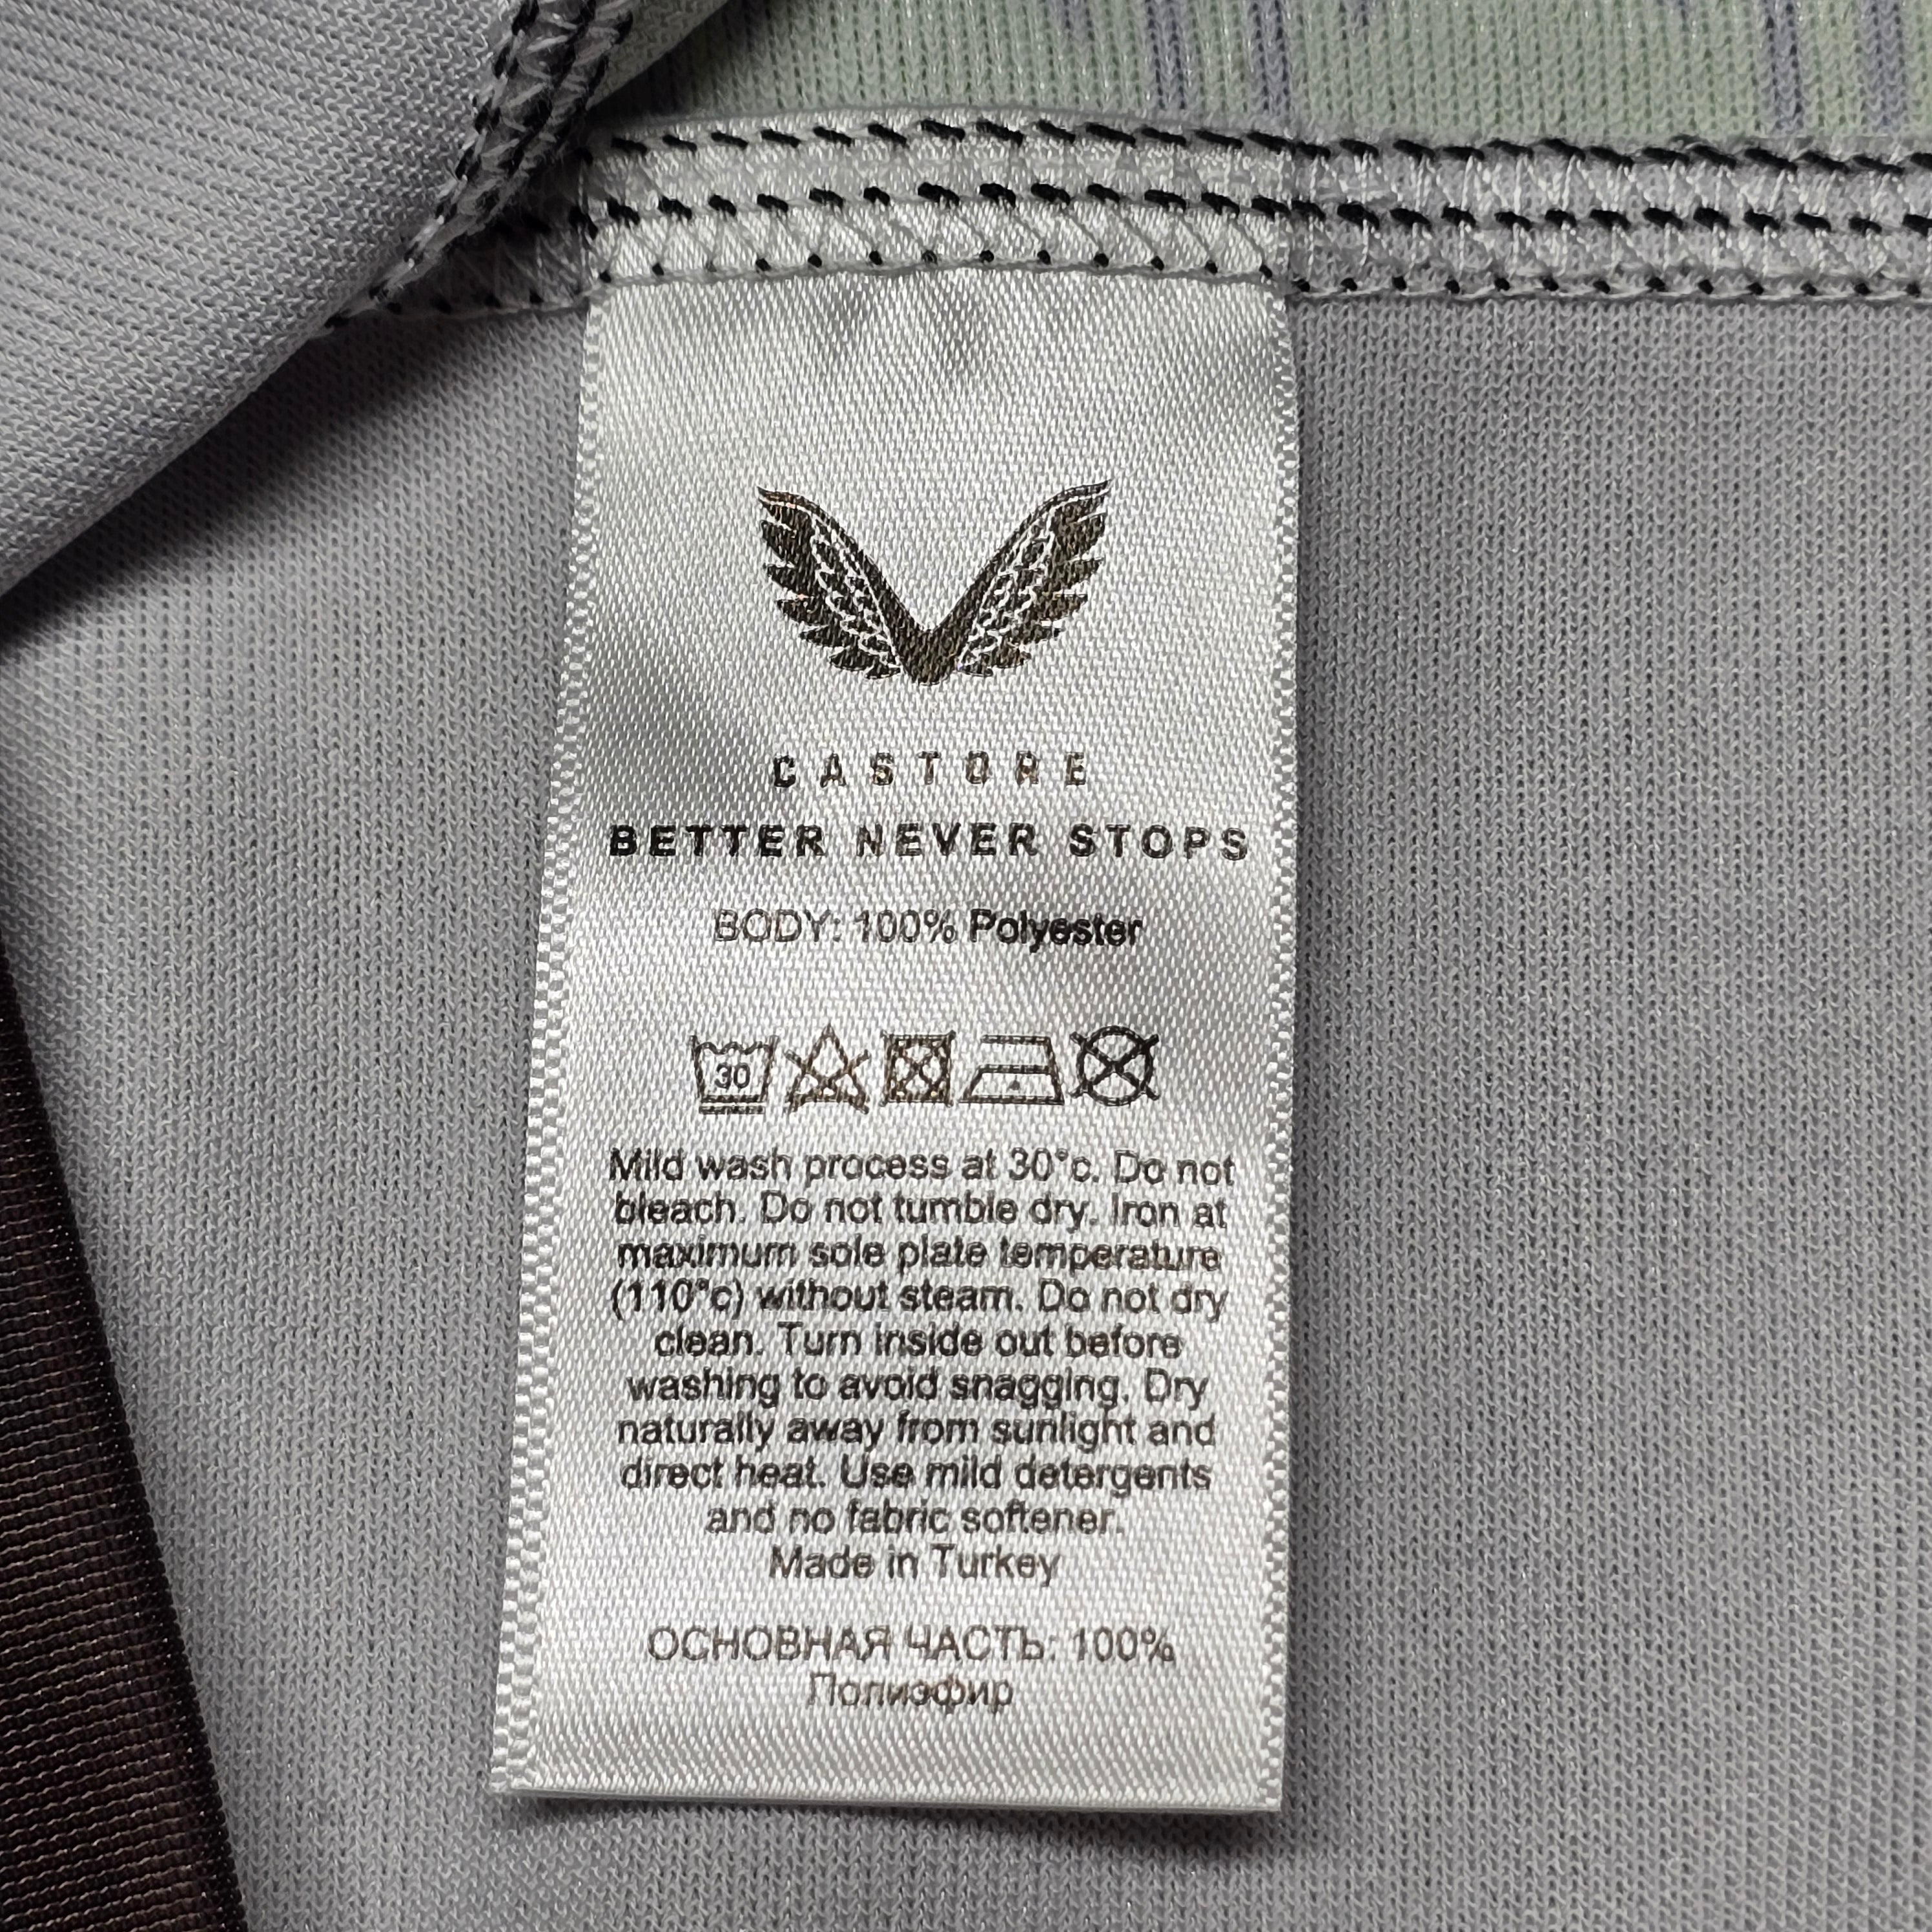 CASTORE
BETTER NEVER STOPS
BODY: 100% Polyester
30
Mild wash process at 30°c. Do not
bleach. Do not tumble dry. Iron at
maximum sole plate temperature
(110°c) without steam. Do not dry
clean. Turn inside out before
washing to avoid snagging. Dry
naturally away from sunlight and
direct heat. Use mild detergents
and no fabric softener.
Made in Turkey
ОСНОВНАЯ ЧАСТЬ: 100%
Полиэфир